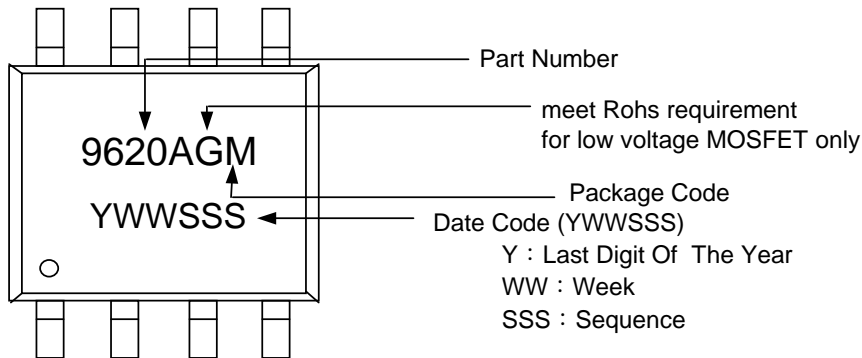 Part Number
meet Rohs requirement
for low voltage MOSFET only
9620AGM
Package Code
YWWSSS
Date Code (YWWSSS)
Y：Last Digit Of The Year
WW：Week
SSS：Sequence